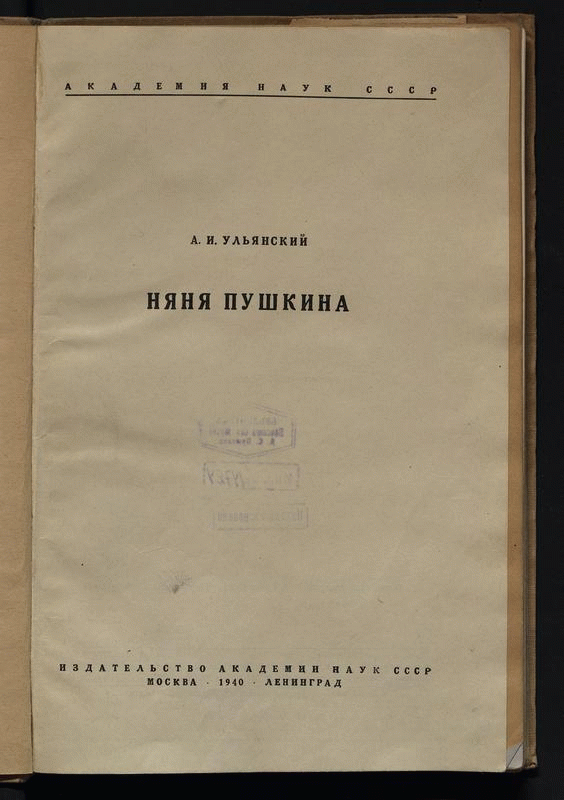 АКАДЕМИЯ НАУК СССР
А. И. УЛЬЯНСКИЙ
НЯНЯ ПУШКИНА
ИЗДАТЕЛЬСТВО АКАДЕМИИ НАУК СССР
МОСКВА · 1940 · ЛЕНИНГРАД